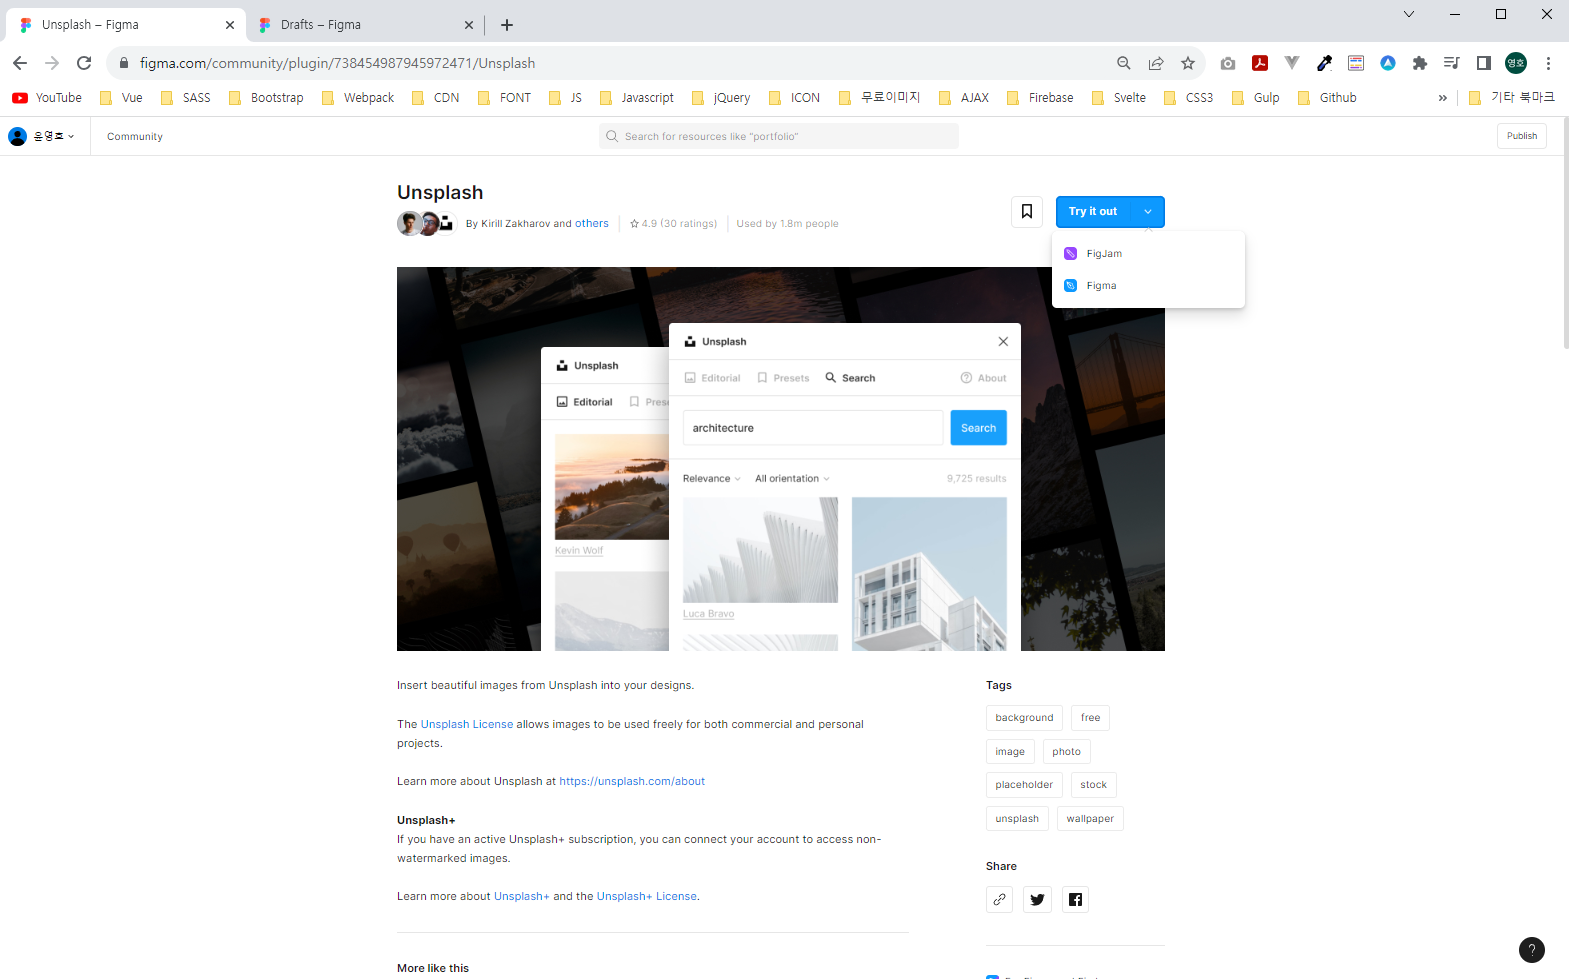 Unsplash – Figma
Drafts – Figma
figma.com/community/plugin/738454987945972471/Unsplash
영호
YouTube Vue SASS Bootstrap Webpack CDN FONT JS Javascript jQuery ICON 무료이미지 AJAX Firebase Svelte CSS3 Gulp Github » 기타 북마크
윤영호 Community Search for resources like "portfolio" Publish
Unsplash
By Kirill Zakharov and others 4.9 (30 ratings) Used by 1.8m people
Try it out
FigJam
Figma
Unsplash
Editorial Presets Search About
architecture Search
Relevance All orientation 9,725 results
Luca Bravo
Unsplash
Editorial Prese
Kevin Wolf
Insert beautiful images from Unsplash into your designs.
The Unsplash License allows images to be used freely for both commercial and personal
projects.
Learn more about Unsplash at https://unsplash.com/about
Unsplash+
If you have an active Unsplash+ subscription, you can connect your account to access non-
watermarked images.
Learn more about Unsplash+ and the Unsplash+ License.
More like this
Tags
background free
image photo
placeholder stock
unsplash wallpaper
Share
?